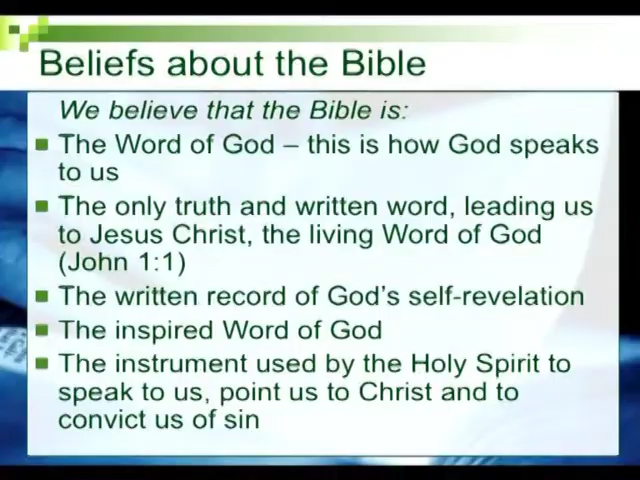 Beliefs about the Bible
We believe that the Bible is:
The Word of God – this is how God speaks
to us
The only truth and written word, leading us
to Jesus Christ, the living Word of God
(John 1:1)
The written record of God's self-revelation
The inspired Word of God
The instrument used by the Holy Spirit to
speak to us, point us to Christ and to
convict us of sin